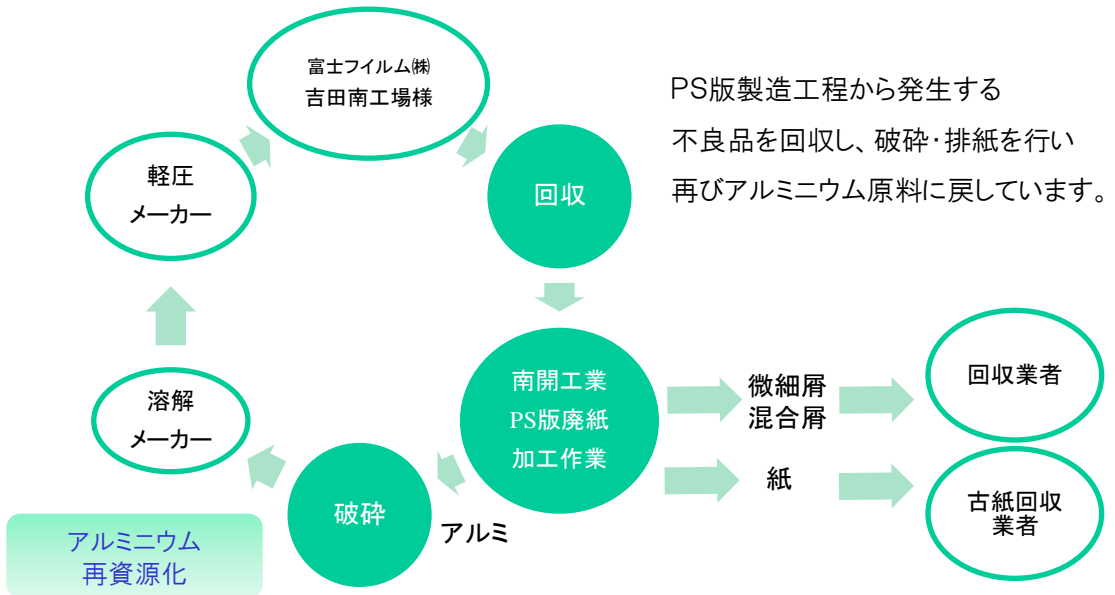 富士フイルム㈱
吉田南工場様
PS版製造工程から発生する
不良品を回収し、破砕・排紙を行い
再びアルミニウム原料に戻しています。
軽圧
メーカー
回収
南開工業
PS版廃紙
加工作業
微細屑
混合屑
回収業者
溶解
メーカー
紙
古紙回収
業者
破砕
アルミ
アルミニウム
再資源化